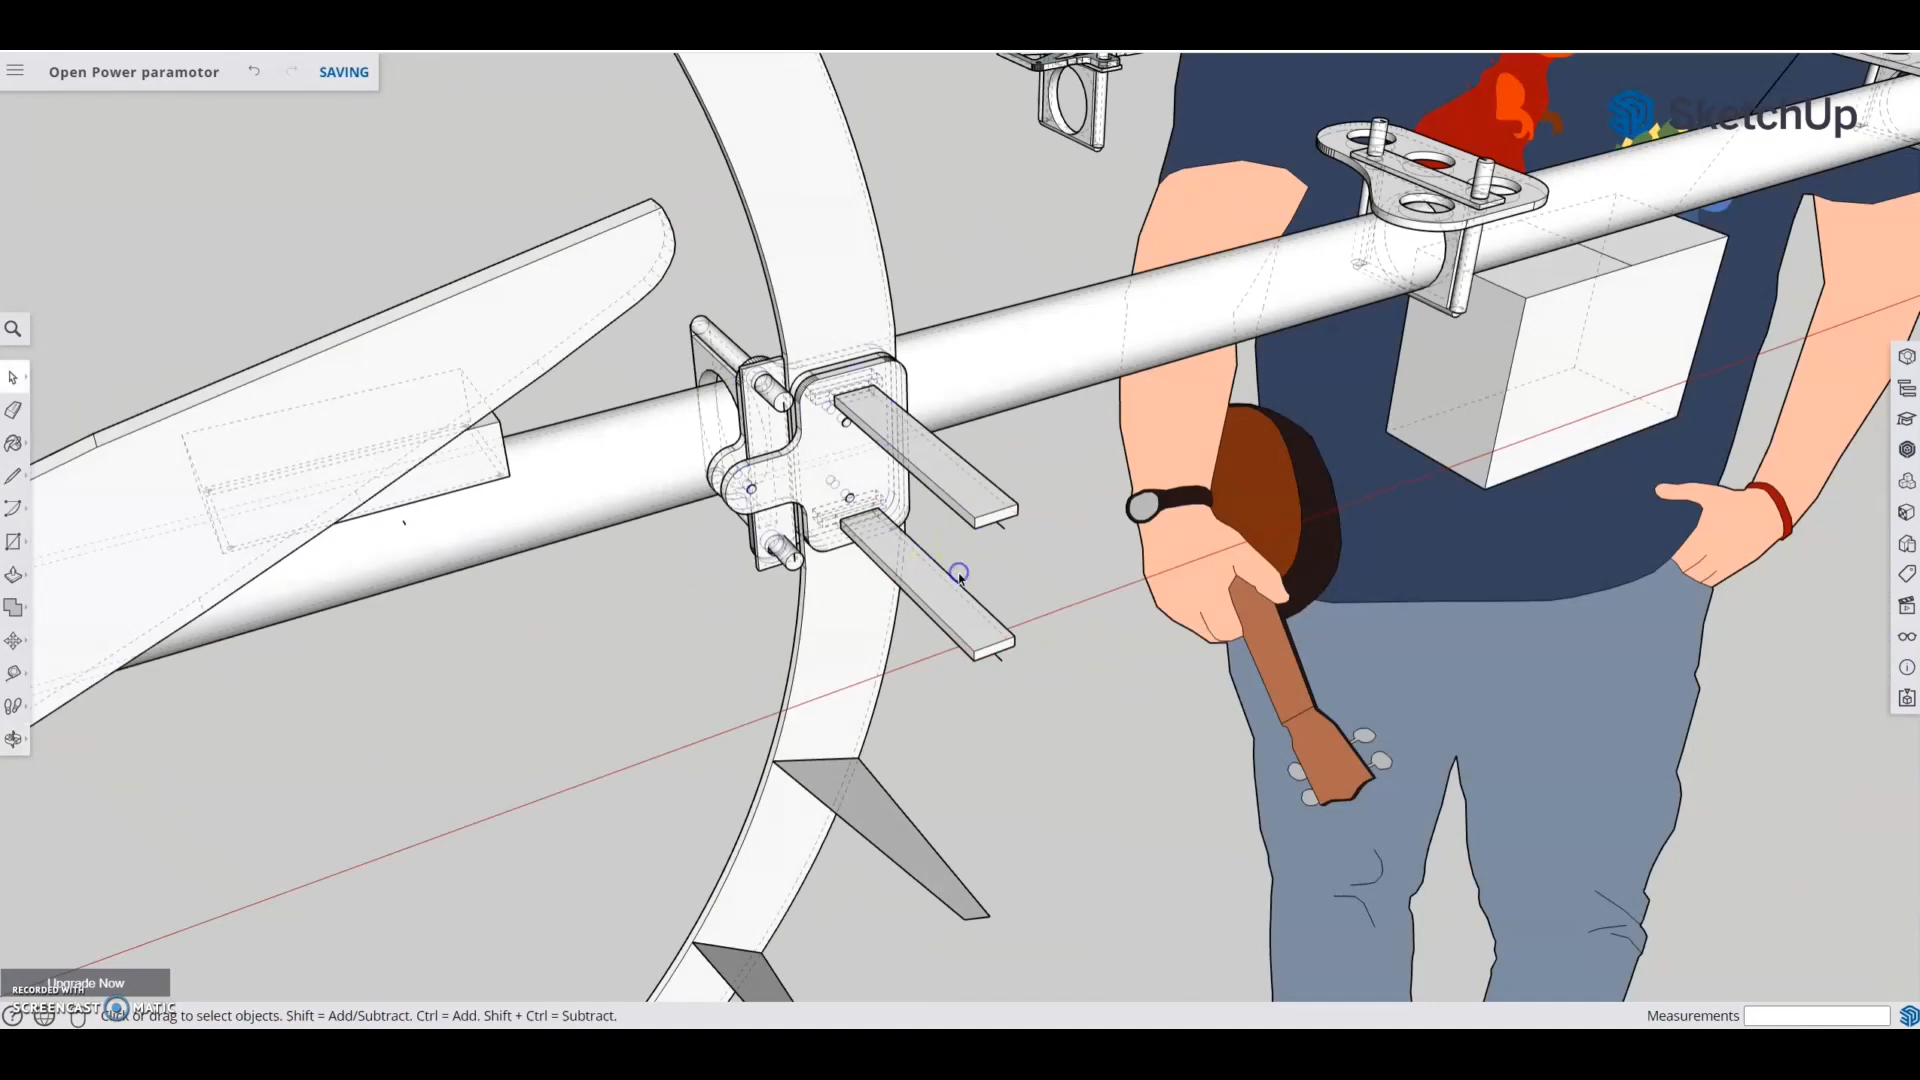 Open Power paramotor
SAVING
SketchUp
Upgrade Now
RECORDED WITH
SCREENCAST MATIC
Click or drag to select objects. Shift = Add/Subtract. Ctrl = Add. Shift + Ctrl = Subtract.
Measurements